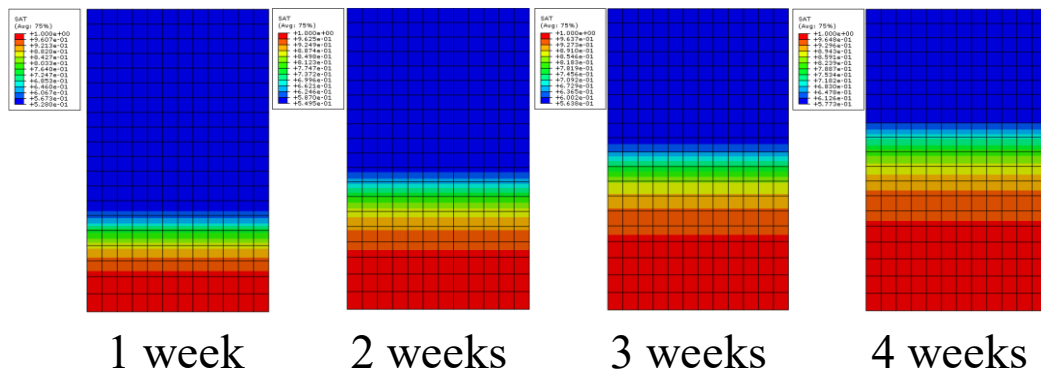 SAT
(Avg: 75%)
+1.000e+00
+9.607e-01
+9.213e-01
+8.820e-01
+8.427e-01
+8.033e-01
+7.640e-01
+7.247e-01
+6.853e-01
+6.460e-01
+6.067e-01
+5.673e-01
+5.280e-01
SAT
(Avg: 75%)
+1.000e+00
+9.625e-01
+9.249e-01
+8.874e-01
+8.498e-01
+8.123e-01
+7.747e-01
+7.372e-01
+6.996e-01
+6.621e-01
+6.246e-01
+5.870e-01
+5.495e-01
SAT
(Avg: 75%)
+1.000e+00
+9.637e-01
+9.273e-01
+8.910e-01
+8.546e-01
+8.183e-01
+7.819e-01
+7.456e-01
+7.092e-01
+6.729e-01
+6.365e-01
+6.002e-01
+5.638e-01
SAT
(Avg: 75%)
+1.000e+00
+9.648e-01
+9.296e-01
+8.943e-01
+8.591e-01
+8.239e-01
+7.887e-01
+7.534e-01
+7.182e-01
+6.830e-01
+6.478e-01
+6.126e-01
+5.773e-01
1 week
2 weeks
3 weeks
4 weeks